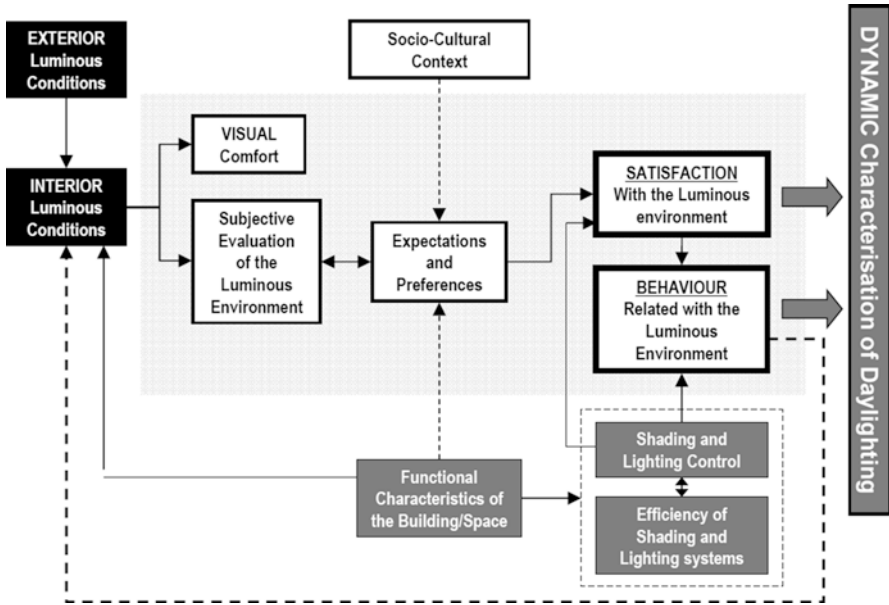 EXTERIOR
Luminous
Conditions
Socio-Cultural
Context
VISUAL
Comfort
INTERIOR
Luminous
Conditions
Subjective
Evaluation
of the
Luminous
Environment
Expectations
and
Preferences
SATISFACTION
With the Luminous
environment
BEHAVIOUR
Related with the
Luminous
Environment
Shading and
Lighting Control
Functional
Characteristics of
the Building/Space
Efficiency of
Shading and
Lighting systems
DYNAMIC Characterisation of Daylighting